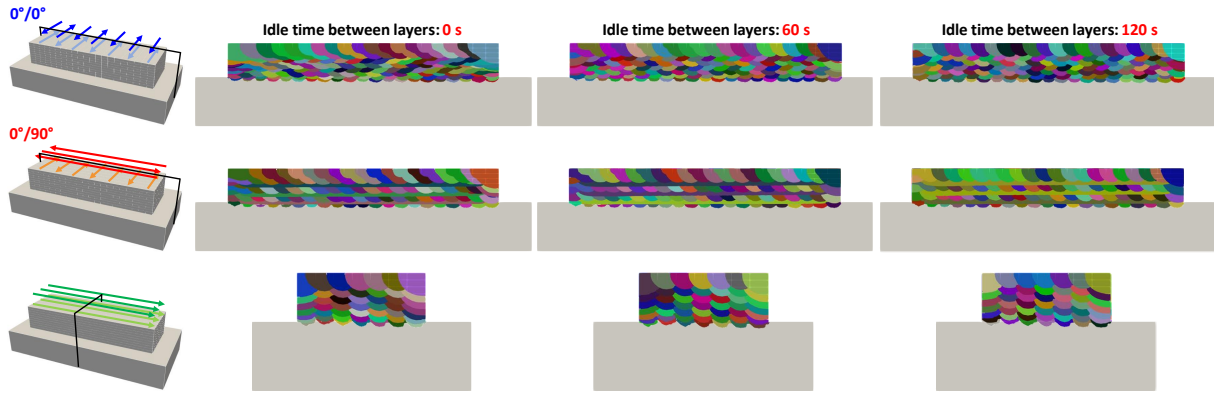 0°/0°
Idle time between layers: 0 s
Idle time between layers: 60 s
Idle time between layers: 120 s
0°/90°